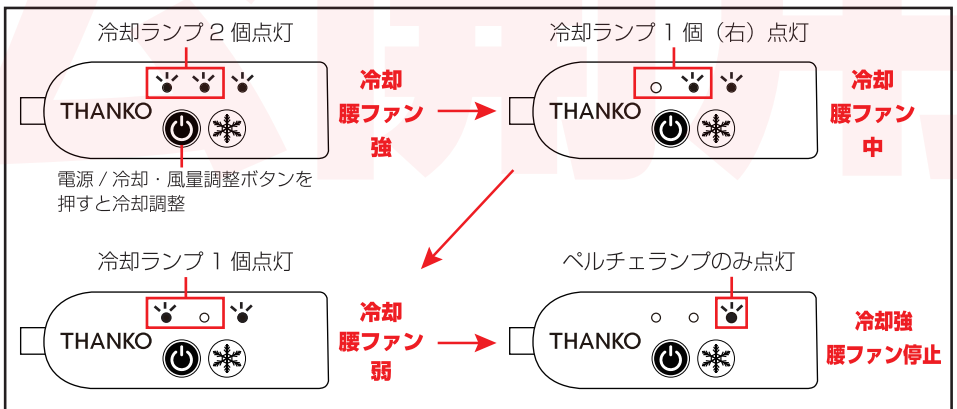 冷却ランプ2個点灯
THANKO
冷却
腰ファン
強
電源 / 冷却・風量調整ボタンを
押すと冷却調整
冷却ランプ1個（右）点灯
THANKO
冷却
腰ファン
中
冷却ランプ1個点灯
THANKO
冷却
腰ファン
弱
ペルチェランプのみ点灯
THANKO
冷却強
腰ファン停止